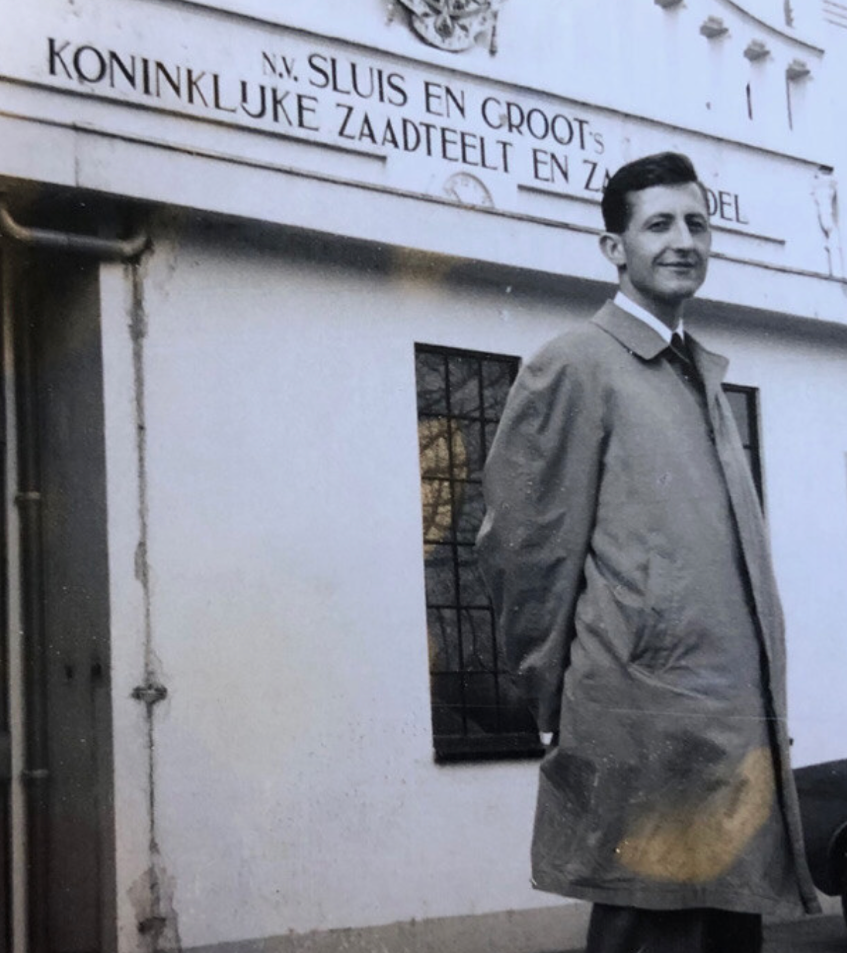 N.V. SLUIS EN GROOT'S
KONINKLIJKE ZAADTEELT EN